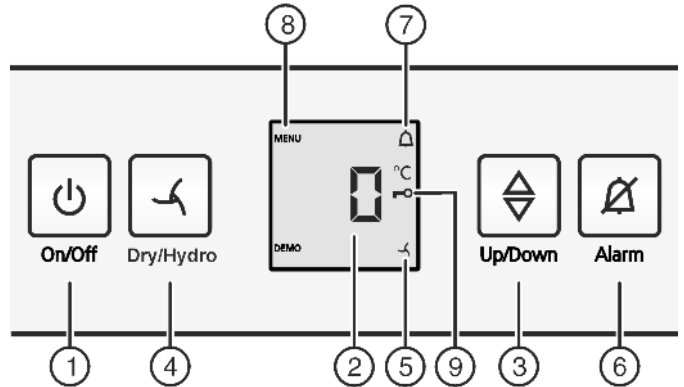 8 7
MENU
°C
0
DEMO
On/Off Dry/Hydro Up/Down Alarm
1 4 2 5 9 3 6